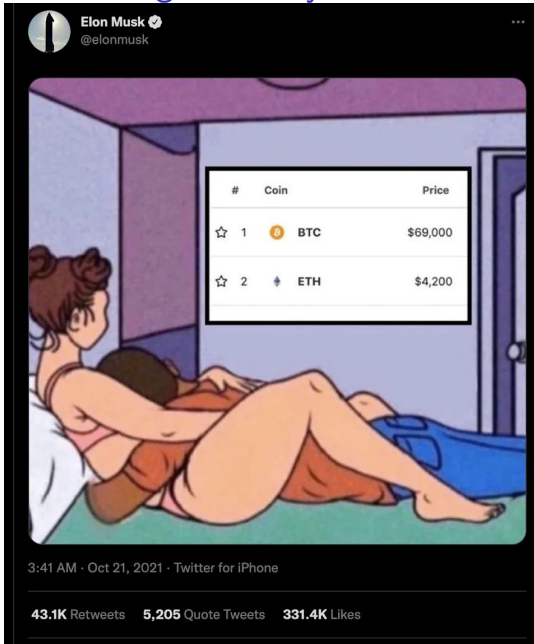 Elon Musk
@elonmusk
# Coin Price
1 BTC $69,000
2 ETH $4,200
3:41 AM · Oct 21, 2021 · Twitter for iPhone
43.1K Retweets 5,205 Quote Tweets 331.4K Likes